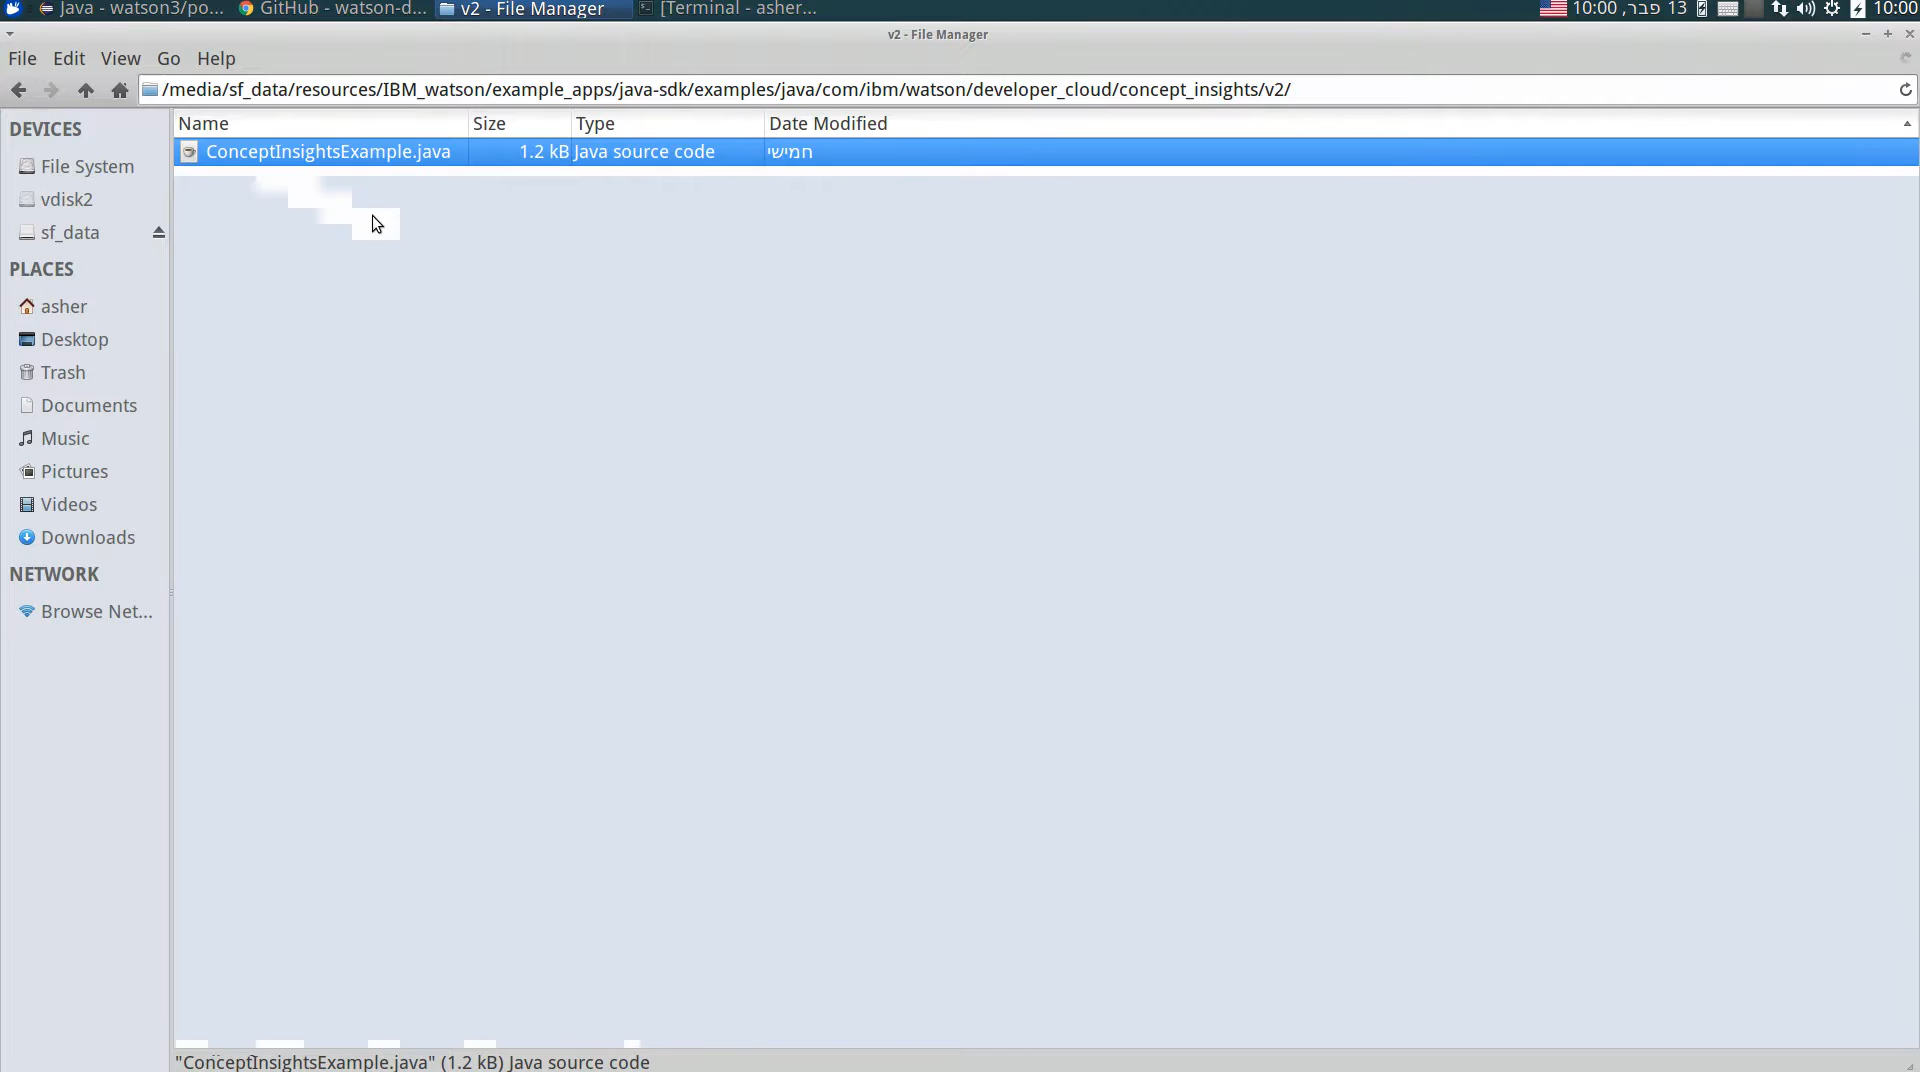 Java - watson3/po... GitHub - watson-d... v2 - File Manager [Terminal - asher... 10:00 ,פבר 13 10:00
v2 - File Manager
File Edit View Go Help
/media/sf_data/resources/IBM_watson/example_apps/java-sdk/examples/java/com/ibm/watson/developer_cloud/concept_insights/v2/
Name Size Type Date Modified
ConceptInsightsExample.java 1.2 kB Java source code חמישי
DEVICES
File System
vdisk2
sf_data
PLACES
asher
Desktop
Trash
Documents
Music
Pictures
Videos
Downloads
NETWORK
Browse Net...
"ConceptInsightsExample.java" (1.2 kB) Java source code